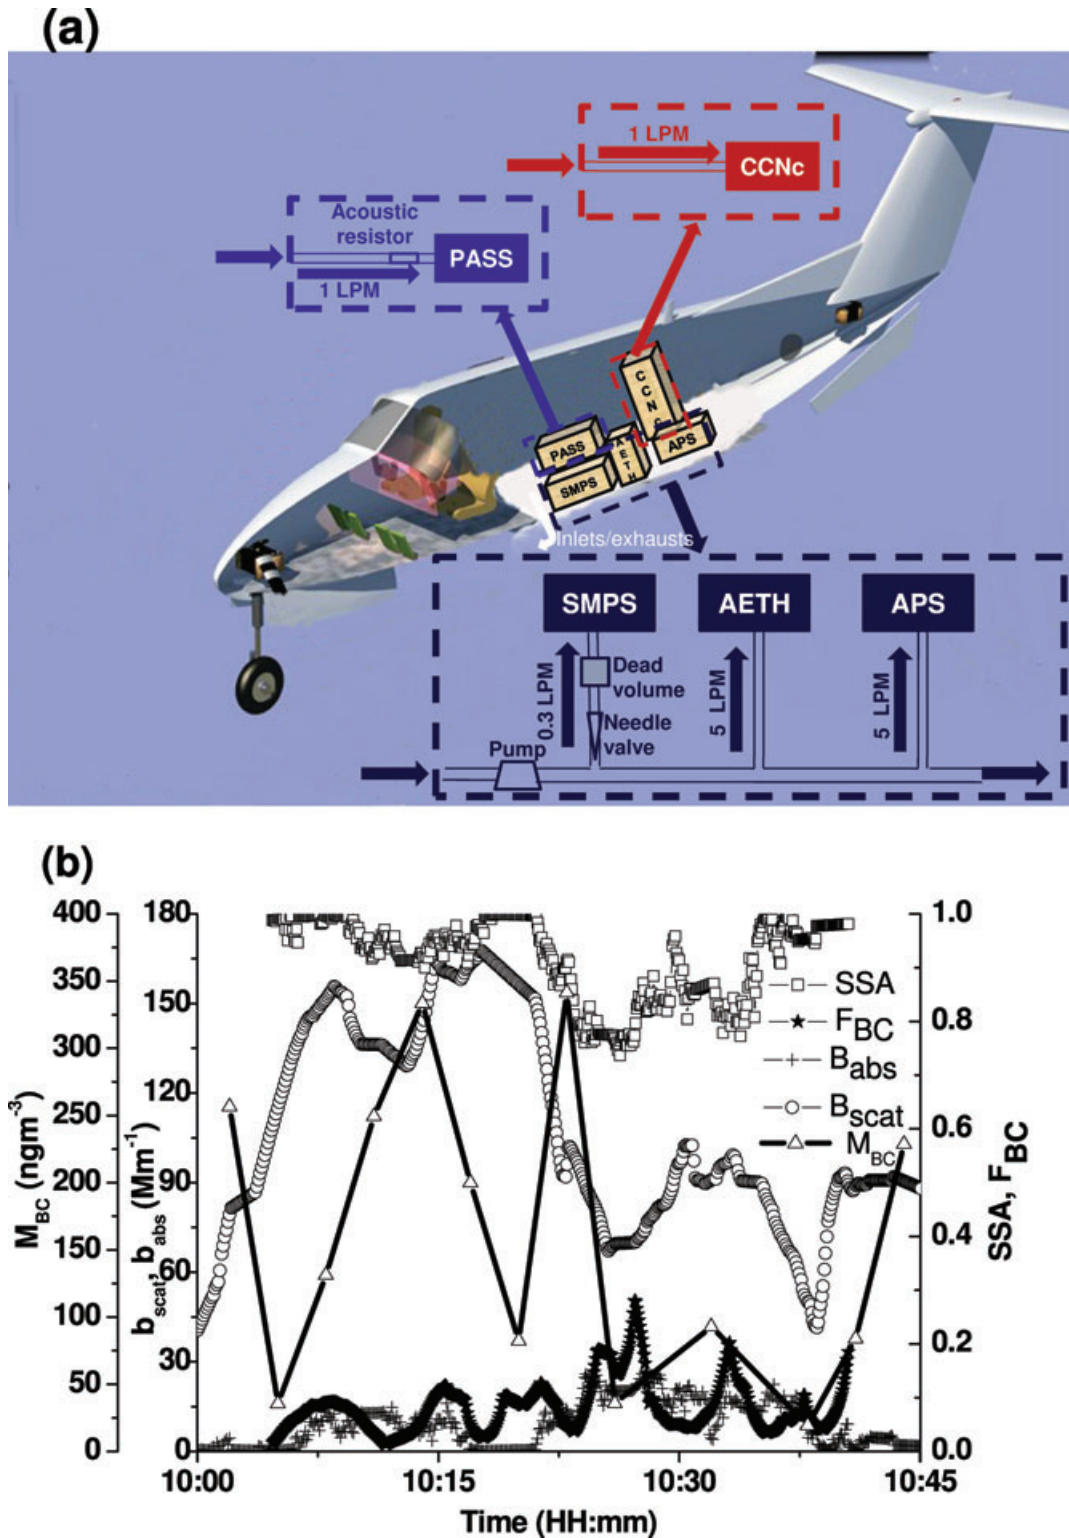 (a)
1 LPM
CCNc
Acoustic
resistor
PASS
1 LPM
CCNC
PASS
AETH
APS
SMPS
Inlets/exhausts
SMPS
AETH
APS
0.3 LPM
Dead
volume
5 LPM
5 LPM
Needle
valve
Pump
(b)
400
180
1.0
350
150
0.8
300
120
250
0.6
90
200
0.4
150
60
100
0.2
30
50
0
0
0.0
M_BC (ngm⁻³)
b_scat, b_abs (Mm⁻¹)
SSA, F_BC
SSA
F_BC
B_abs
B_scat
M_BC
10:00
10:15
10:30
10:45
Time (HH:mm)